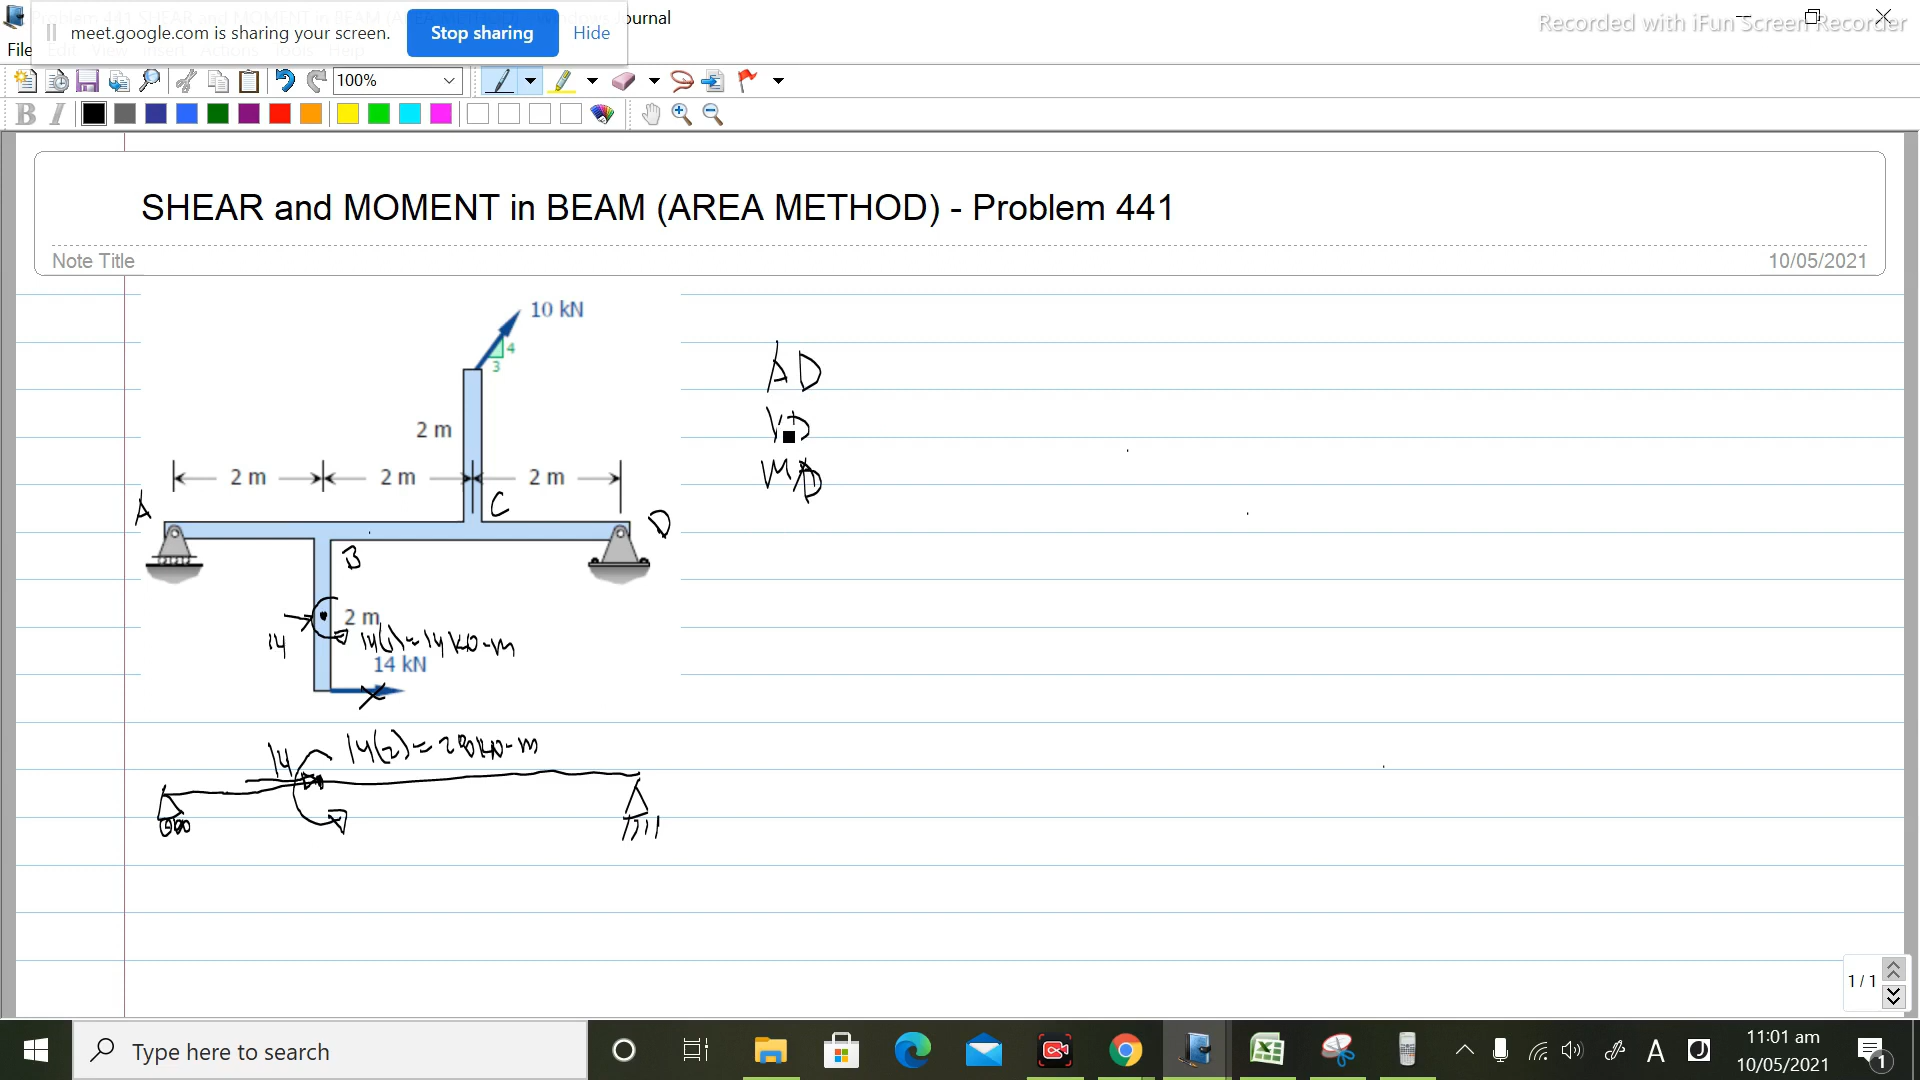 Journal
meet.google.com is sharing your screen.
Stop sharing
Hide
Recorded with iFun Screen Recorder
File
100%
B I
SHEAR and MOMENT in BEAM (AREA METHOD) - Problem 441
Note Title
10/05/2021
10 kN
4
3
2 m
2 m
2 m
2 m
A
C
D
B
2 m
14
14(1)=14 kN-m
14 kN
14
14(2)=28 kN-m
AD
VD
MD
1 / 1
Type here to search
A
11:01 am
10/05/2021
1